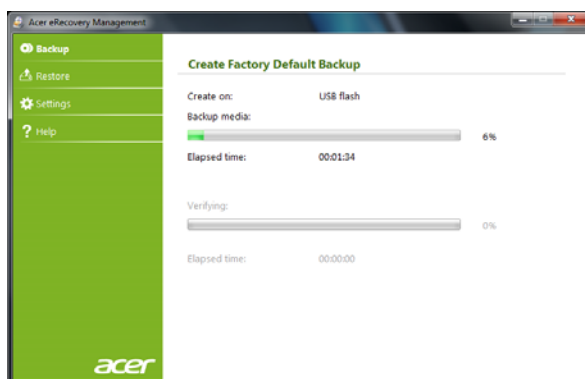 Acer eRecovery Management
Backup
Restore
Settings
Help
Create Factory Default Backup
Create on: USB flash
Backup media:
6%
Elapsed time: 00:01:34
Verifying:
0%
Elapsed time: 00:00:00
acer